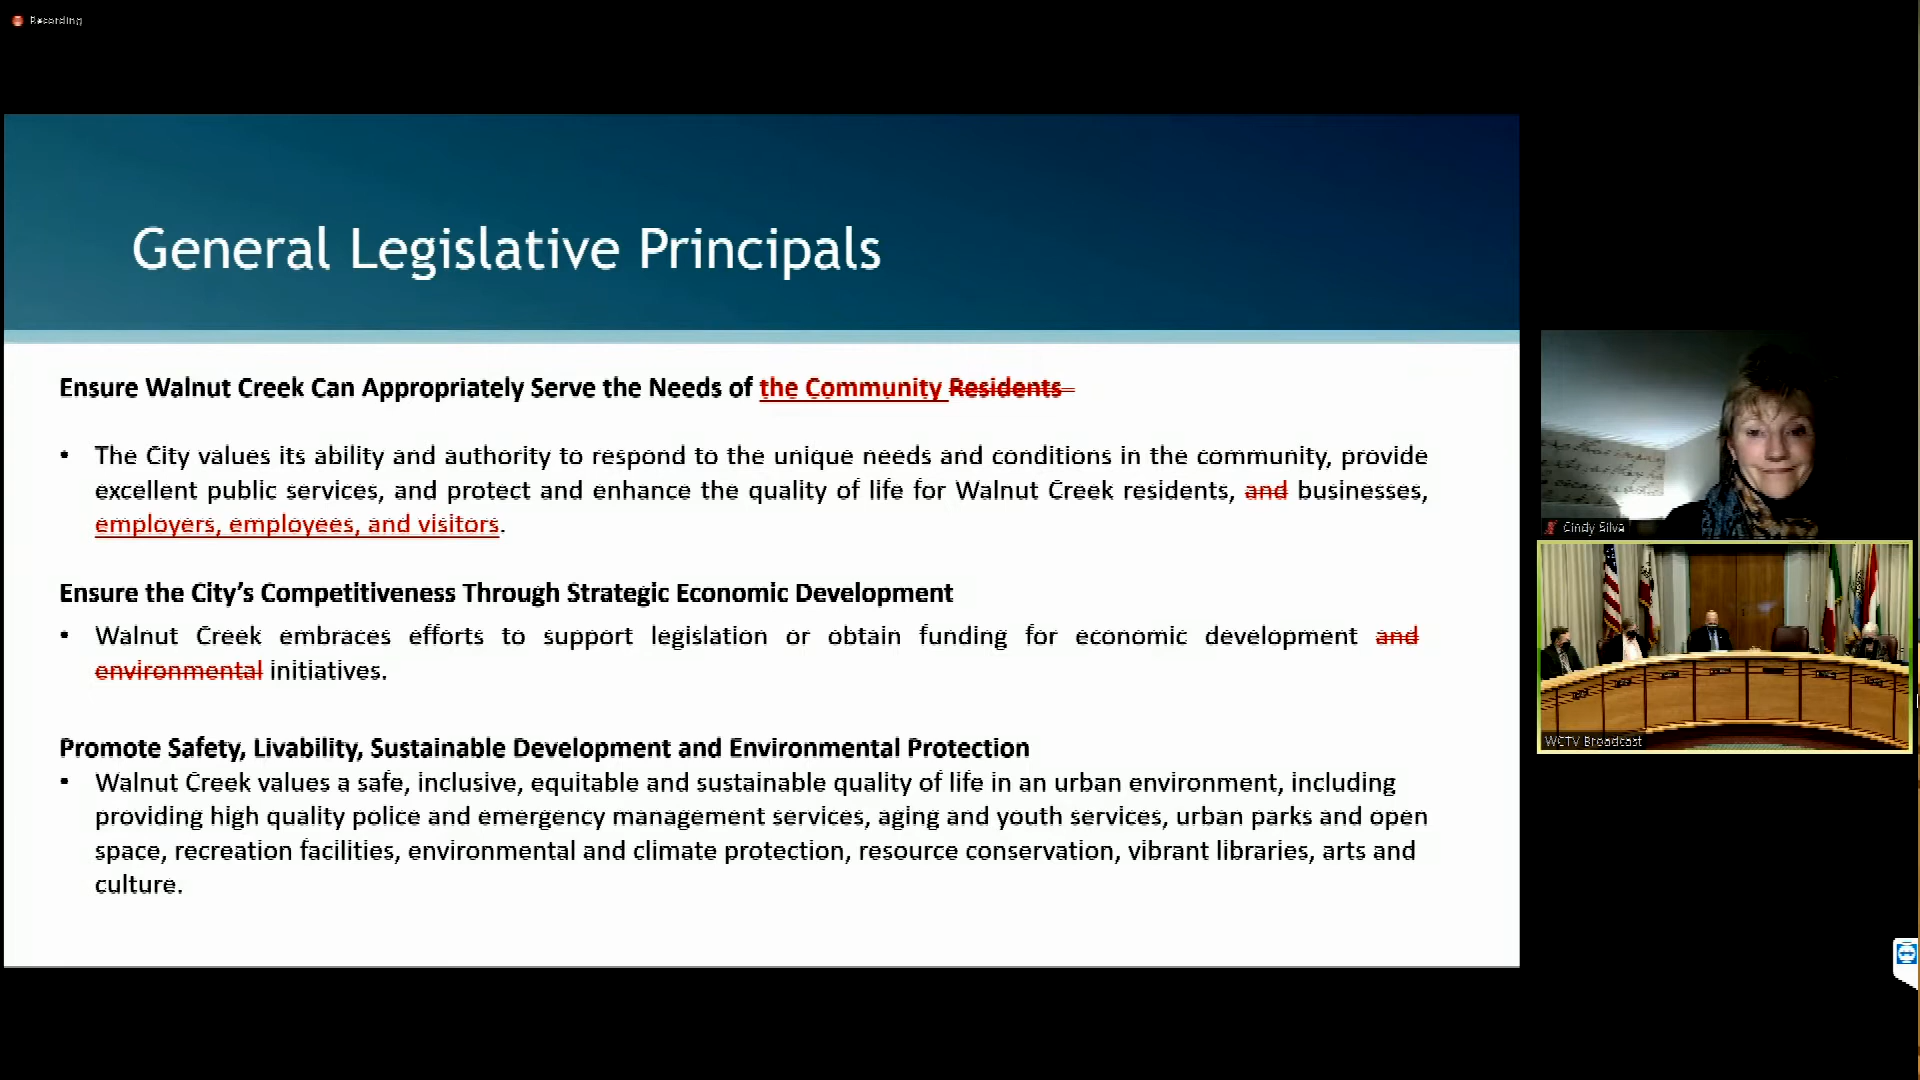 Recording
General Legislative Principals
Ensure Walnut Creek Can Appropriately Serve the Needs of the Community Residents
• The City values its ability and authority to respond to the unique needs and conditions in the community, provide
excellent public services, and protect and enhance the quality of life for Walnut Creek residents, and businesses,
employers, employees, and visitors.
Ensure the City's Competitiveness Through Strategic Economic Development
• Walnut Creek embraces efforts to support legislation or obtain funding for economic development and
environmental initiatives.
Promote Safety, Livability, Sustainable Development and Environmental Protection
• Walnut Creek values a safe, inclusive, equitable and sustainable quality of life in an urban environment, including
providing high quality police and emergency management services, aging and youth services, urban parks and open
space, recreation facilities, environmental and climate protection, resource conservation, vibrant libraries, arts and
culture.
Cindy Silva
WCTV Broadcast